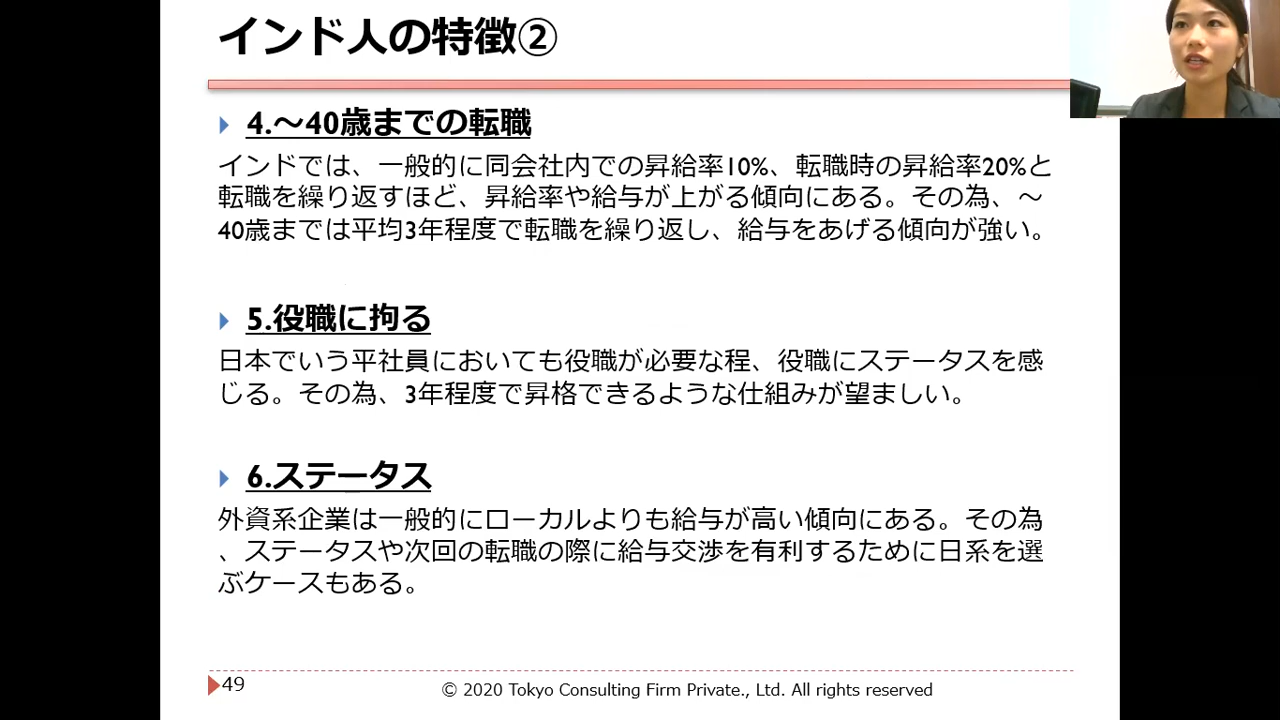 インド人の特徴②
4.～40歳までの転職
インドでは、一般的に同会社内での昇給率10%、転職時の昇給率20%と
転職を繰り返すほど、昇給率や給与が上がる傾向にある。その為、～
40歳までは平均3年程度で転職を繰り返し、給与をあげる傾向が強い。
5.役職に拘る
日本でいう平社員においても役職が必要な程、役職にステータスを感
じる。その為、3年程度で昇格できるような仕組みが望ましい。
6.ステータス
外資系企業は一般的にローカルよりも給与が高い傾向にある。その為
、ステータスや次回の転職の際に給与交渉を有利するために日系を選
ぶケースもある。
49
© 2020 Tokyo Consulting Firm Private., Ltd. All rights reserved